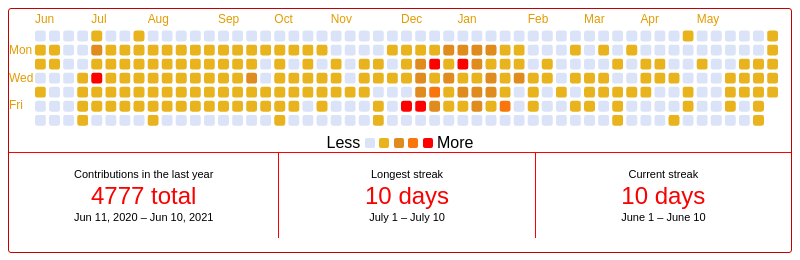 Jun Jul Aug Sep Oct Nov Dec Jan Feb Mar Apr May
Mon
Wed
Fri
Less More
Contributions in the last year
4777 total
Jun 11, 2020 – Jun 10, 2021
Longest streak
10 days
July 1 – July 10
Current streak
10 days
June 1 – June 10